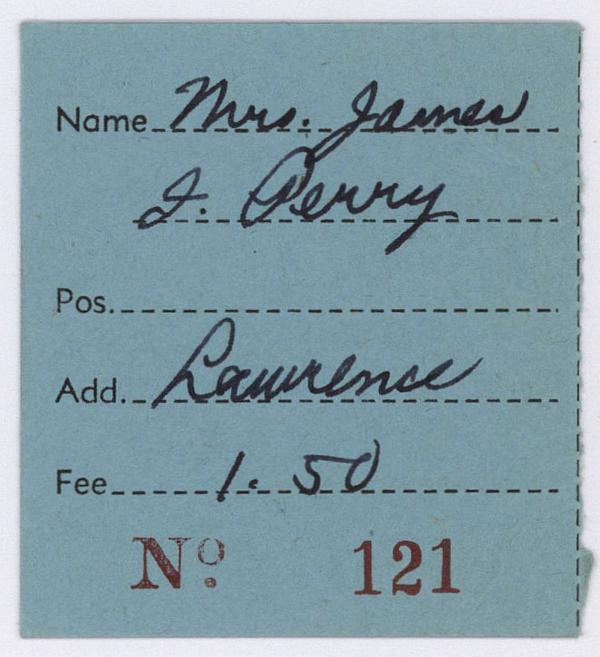 Name Mrs. James
I. Perry
Pos.
Add. Lawrence
Fee 1.50
No. 121